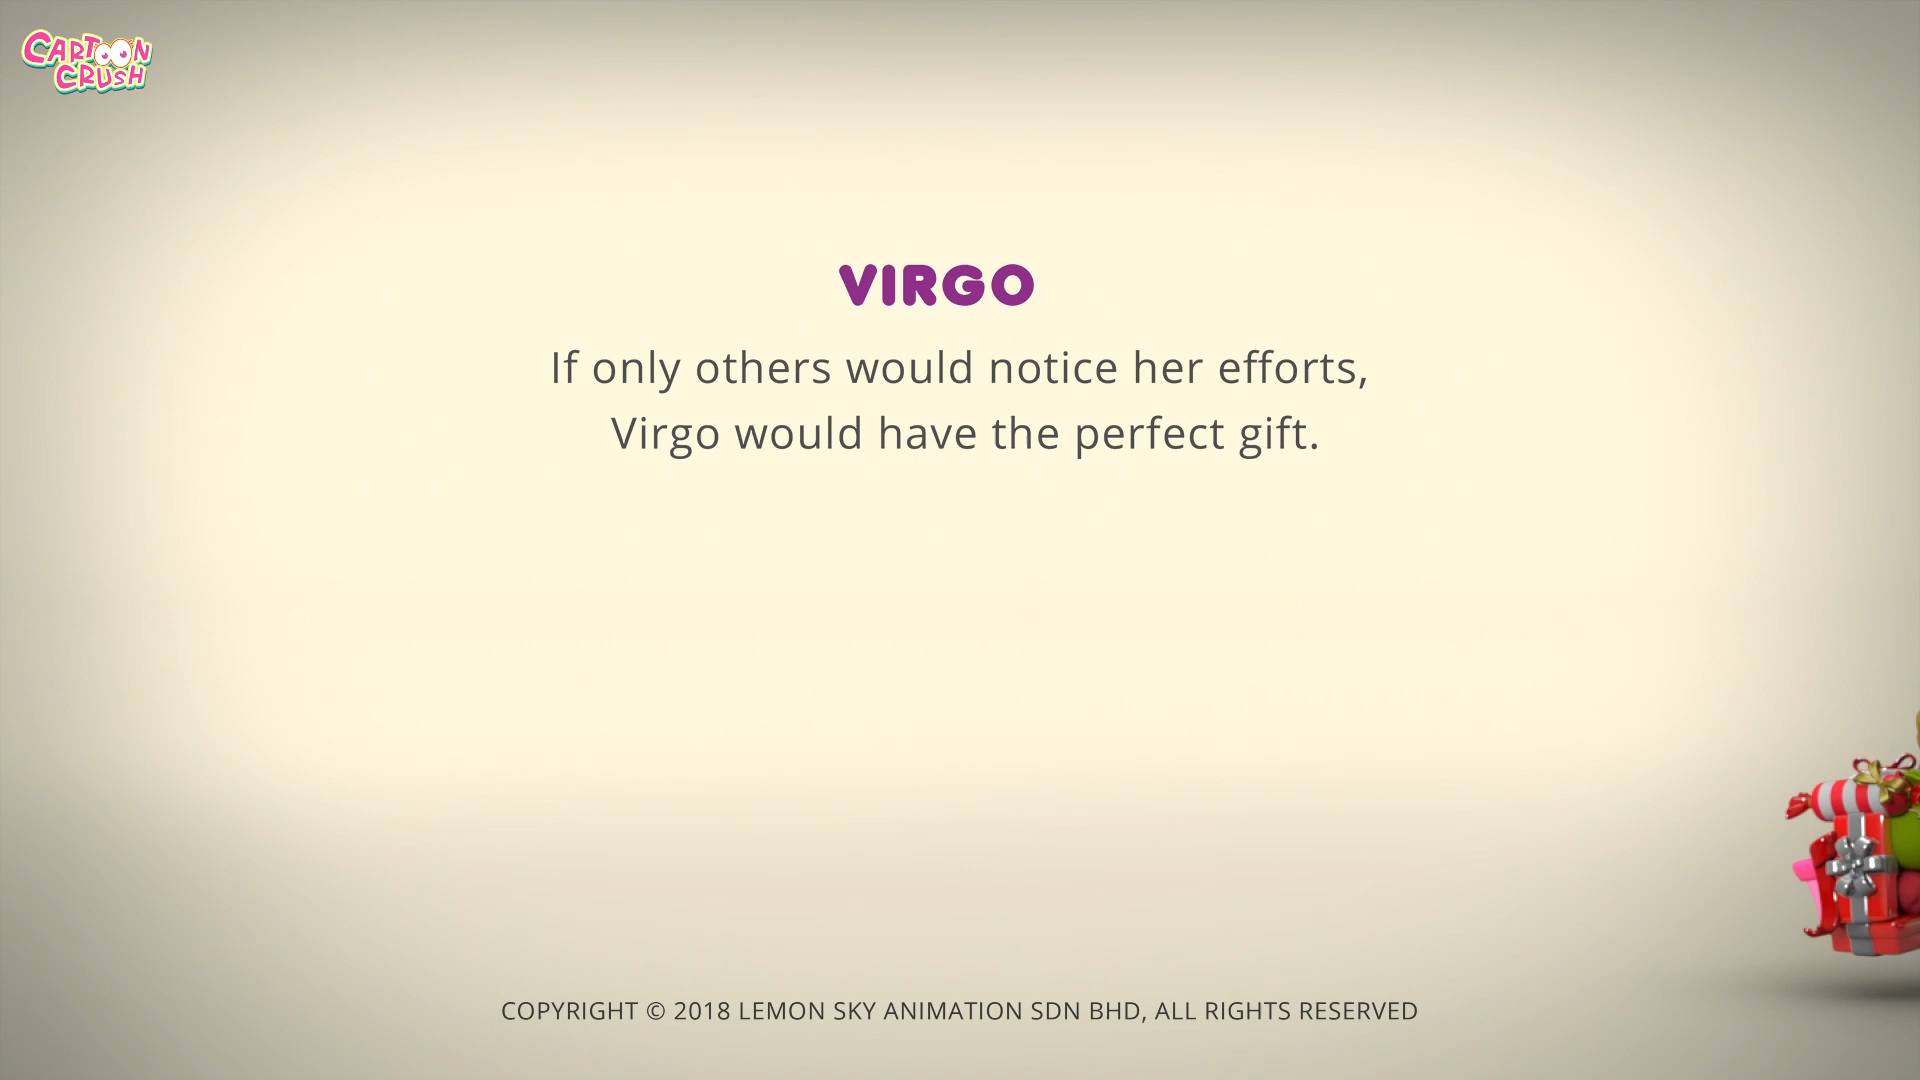 CARTOON
CRUSH
VIRGO
If only others would notice her efforts,
Virgo would have the perfect gift.
COPYRIGHT © 2018 LEMON SKY ANIMATION SDN BHD, ALL RIGHTS RESERVED